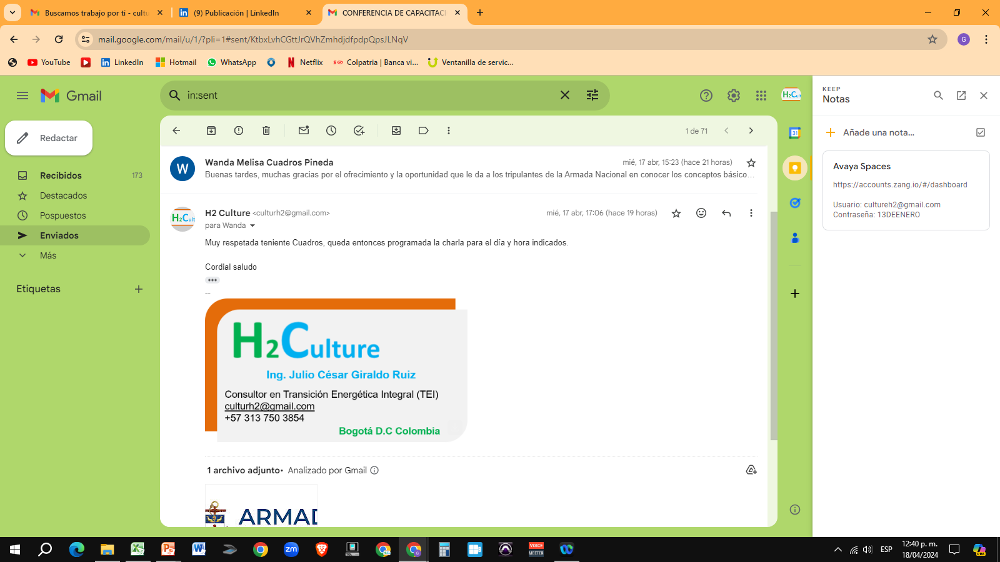 Buscamos trabajo por ti - cultu
(9) Publicación | LinkedIn
CONFERENCIA DE CAPACITACI
mail.google.com/mail/u/1/?pli=1#sent/KtbxLvhCGttJrQVhZmhdjdfpdpQpsJLNqV
G
YouTube
LinkedIn
Hotmail
WhatsApp
Netflix
Colpatria | Banca vi...
Ventanilla de servic...
Gmail
in:sent
H2Cult
KEEP
Notas
Redactar
1 de 71
Añade una nota...
Recibidos 173
Destacados
Pospuestos
Enviados
Más
Etiquetas
W
Wanda Melisa Cuadros Pineda
mié, 17 abr, 15:23 (hace 21 horas)
Buenas tardes, muchas gracias por el ofrecimiento y la oportunidad que le da a los tripulantes de la Armada Nacional en conocer los conceptos básico...
H2Cult
H2 Culture <culturh2@gmail.com>
mié, 17 abr, 17:06 (hace 19 horas)
para Wanda
Muy respetada teniente Cuadros, queda entonces programada la charla para el día y hora indicados.
Cordial saludo
--
H2Culture
Ing. Julio César Giraldo Ruiz
Consultor en Transición Energética Integral (TEI)
culturh2@gmail.com
+57 313 750 3854
Bogotá D.C Colombia
1 archivo adjunto• Analizado por Gmail
ARMAD
31
Avaya Spaces
https://accounts.zang.io/#/dashboard
Usuario: cultureh2@gmail.com
Contraseña: 13DEENERO
zm
VOICE
MEETER
ESP
12:40 p. m.
18/04/2024
PRE